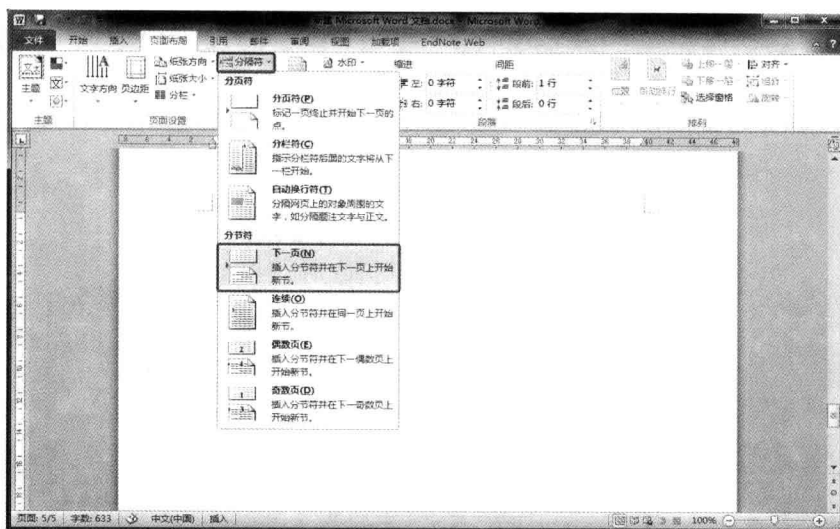 新建 Microsoft Word 文档.docx - Microsoft Word
文件 开始 插入 页面布局 引用 邮件 审阅 视图 加载项 EndNote Web
主题
文字方向
页边距
纸张方向
纸张大小
分栏
分隔符
水印
缩进
左: 0 字符
右: 0 字符
间距
段前: 1 行
段后: 0 行
位置
自动换行
上移一层
下移一层
选择窗格
对齐
组合
旋转
主题
页面设置
段落
排列
分页符
分页符(P)
标记一页终止并开始下一页的
点。
分栏符(C)
指示分栏符后面的文字将从下
一栏开始。
自动换行符(T)
分隔网页上的对象周围的文
字,如分隔题注文字与正文。
分节符
下一页(N)
插入分节符并在下一页上开始
新节。
连续(O)
插入分节符并在同一页上开始
新节。
偶数页(E)
插入分节符并在下一偶数页上
开始新节。
奇数页(D)
插入分节符并在下一奇数页上
开始新节。
页面: 5/5 字数: 633 中文(中国) 插入 100%